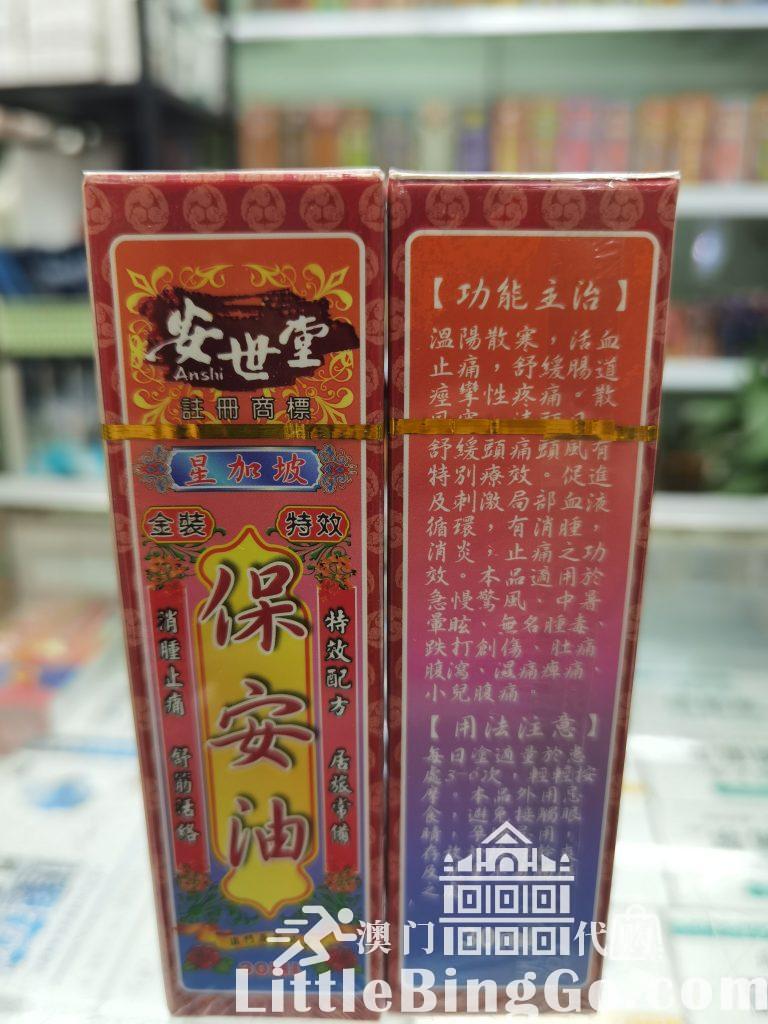 安世堂
Anshi
註冊商標
星加坡
金裝 特效
保安油
特效配方 居旅常備
消腫止痛 舒筋活絡
【功能主治】
溫陽散寒，活血
止痛，舒緩腸道
痙攣性疼痛。散
舒緩頭痛頭風有
特別療效。促進
及刺激局部血液
循環，有消腫，
消炎，止痛之功
效。本品適用於
急慢驚風、中暑
暈眩、無名腫毒、
跌打創傷、肚痛
腹瀉、濕痛痺痛、
小兒腹痛。
【用法注意】
每日塗適量於患
處3-6次，輕輕按
澳门 代
LittleBingGo.com